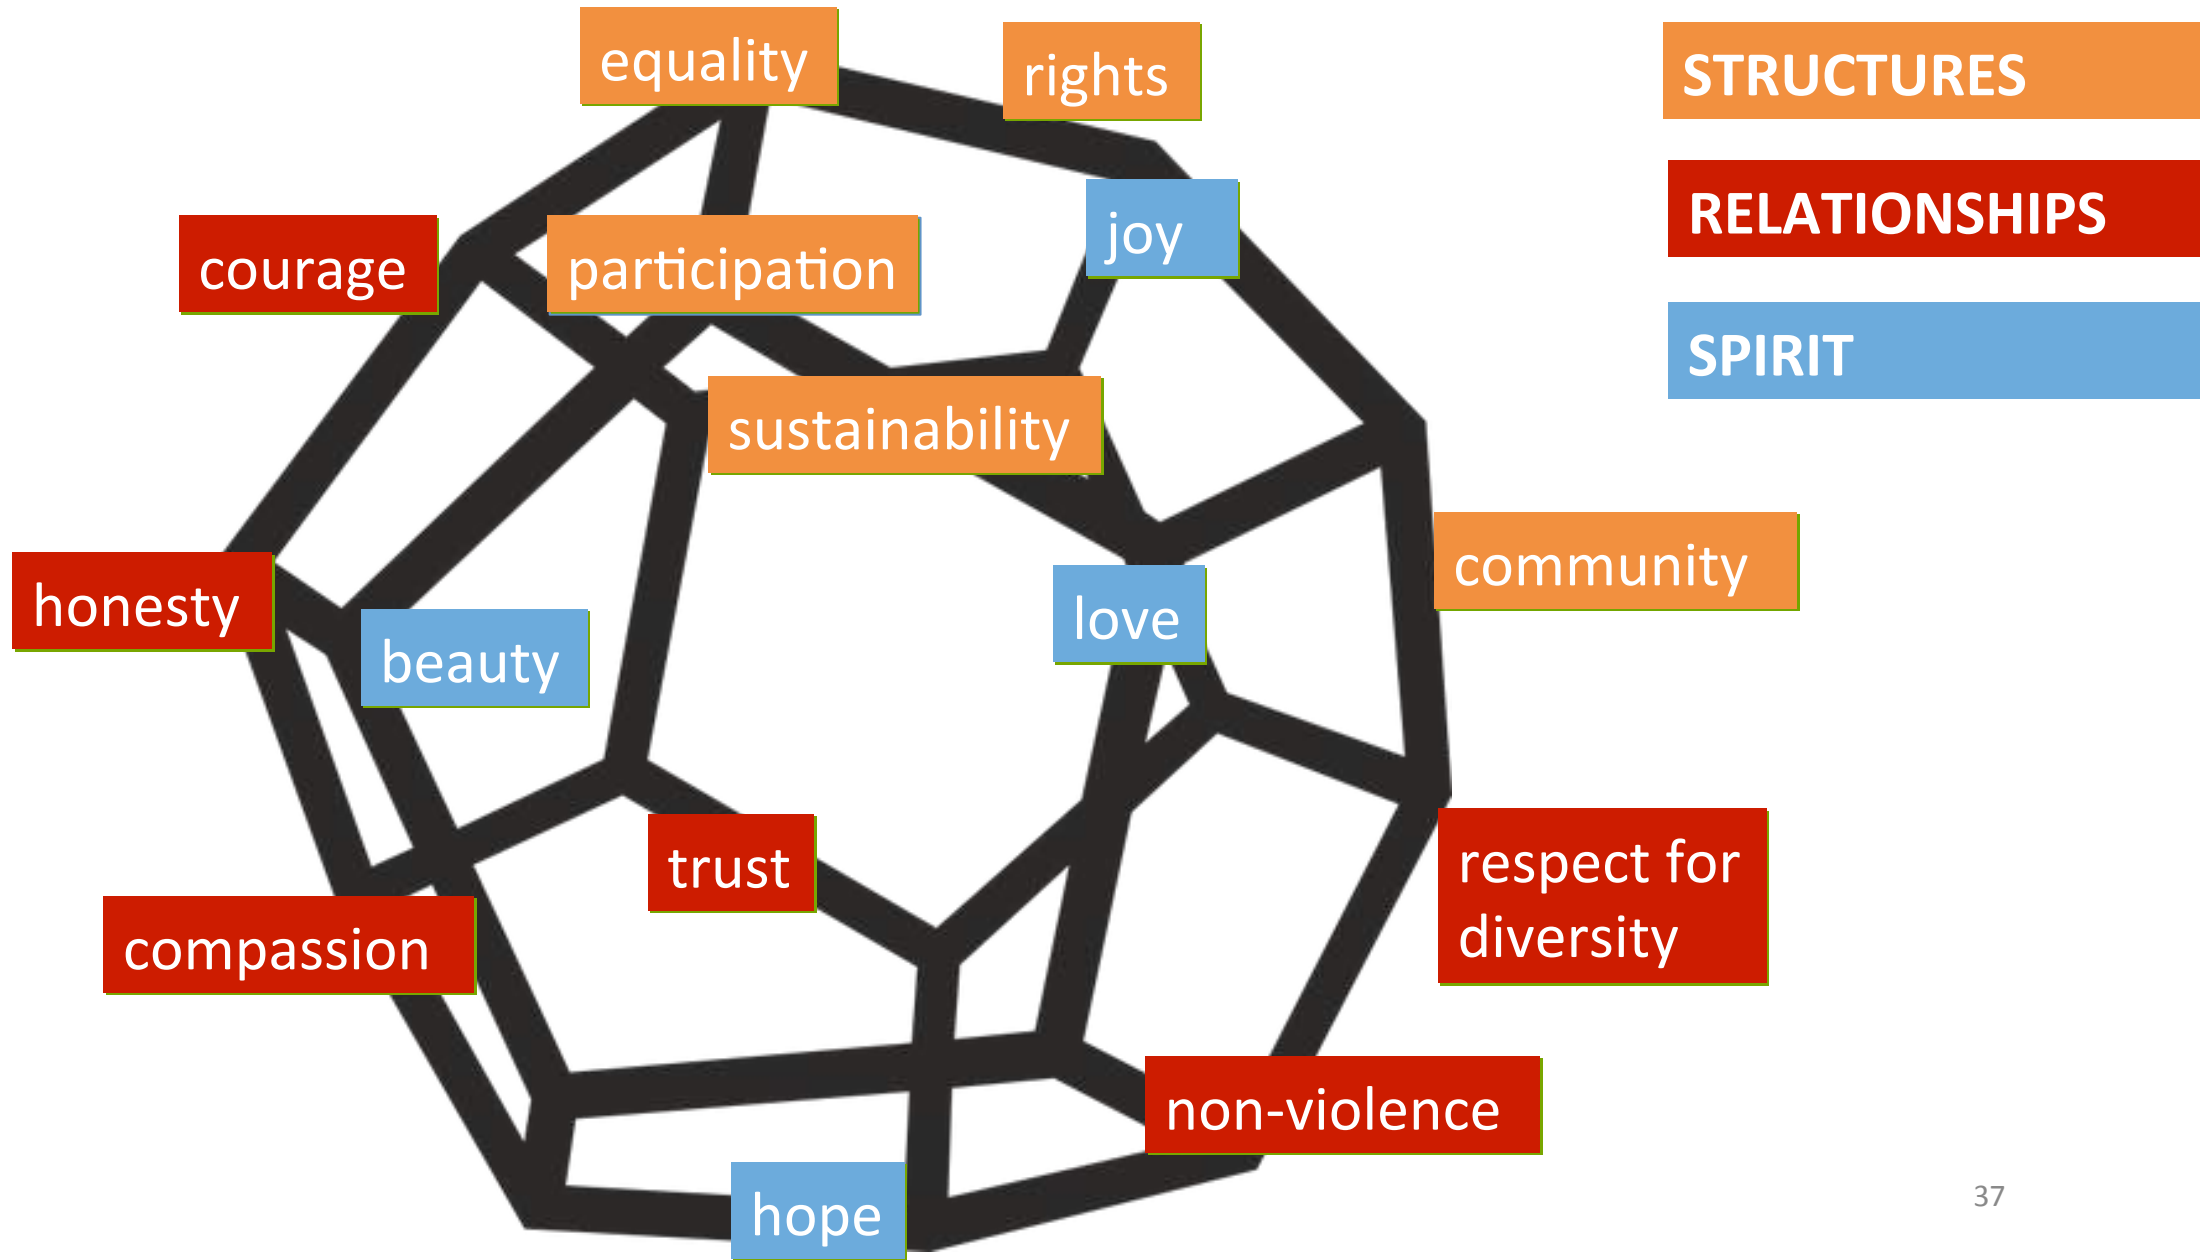 equality
rights
STRUCTURES
RELATIONSHIPS
SPIRIT
joy
courage
participation
sustainability
community
honesty
beauty
love
trust
respect for
diversity
compassion
non-violence
hope
37